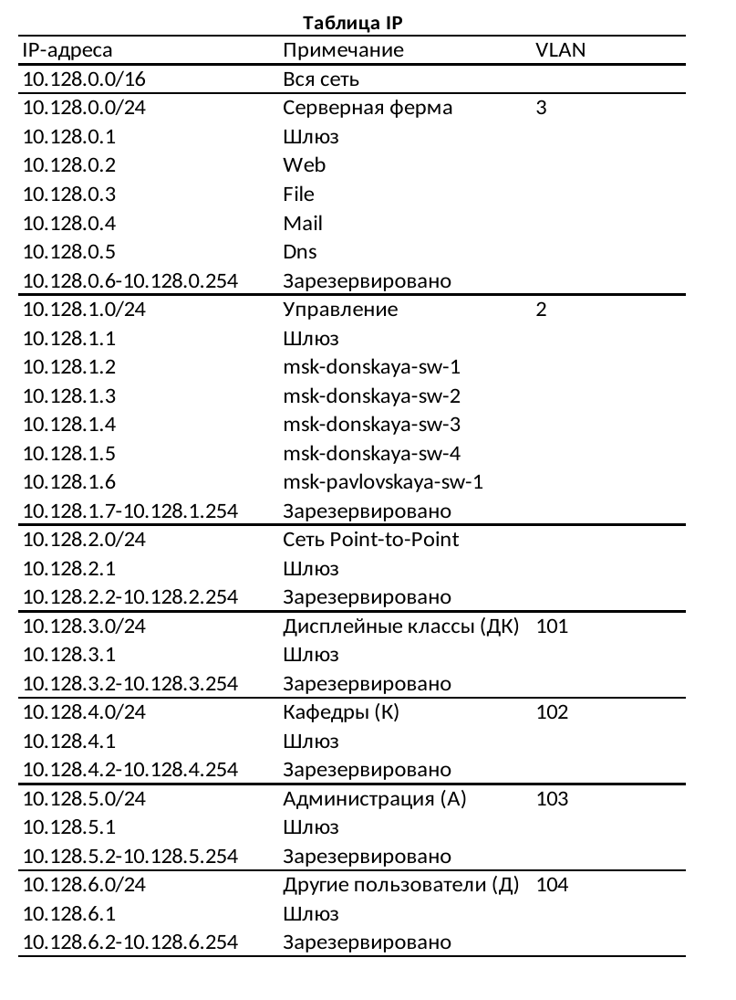 Таблица IP
IP-адреса Примечание VLAN
10.128.0.0/16 Вся сеть
10.128.0.0/24 Серверная ферма 3
10.128.0.1 Шлюз
10.128.0.2 Web
10.128.0.3 File
10.128.0.4 Mail
10.128.0.5 Dns
10.128.0.6-10.128.0.254 Зарезервировано
10.128.1.0/24 Управление 2
10.128.1.1 Шлюз
10.128.1.2 msk-donskaya-sw-1
10.128.1.3 msk-donskaya-sw-2
10.128.1.4 msk-donskaya-sw-3
10.128.1.5 msk-donskaya-sw-4
10.128.1.6 msk-pavlovskaya-sw-1
10.128.1.7-10.128.1.254 Зарезервировано
10.128.2.0/24 Сеть Point-to-Point
10.128.2.1 Шлюз
10.128.2.2-10.128.2.254 Зарезервировано
10.128.3.0/24 Дисплейные классы (ДК) 101
10.128.3.1 Шлюз
10.128.3.2-10.128.3.254 Зарезервировано
10.128.4.0/24 Кафедры (К) 102
10.128.4.1 Шлюз
10.128.4.2-10.128.4.254 Зарезервировано
10.128.5.0/24 Администрация (А) 103
10.128.5.1 Шлюз
10.128.5.2-10.128.5.254 Зарезервировано
10.128.6.0/24 Другие пользователи (Д) 104
10.128.6.1 Шлюз
10.128.6.2-10.128.6.254 Зарезервировано